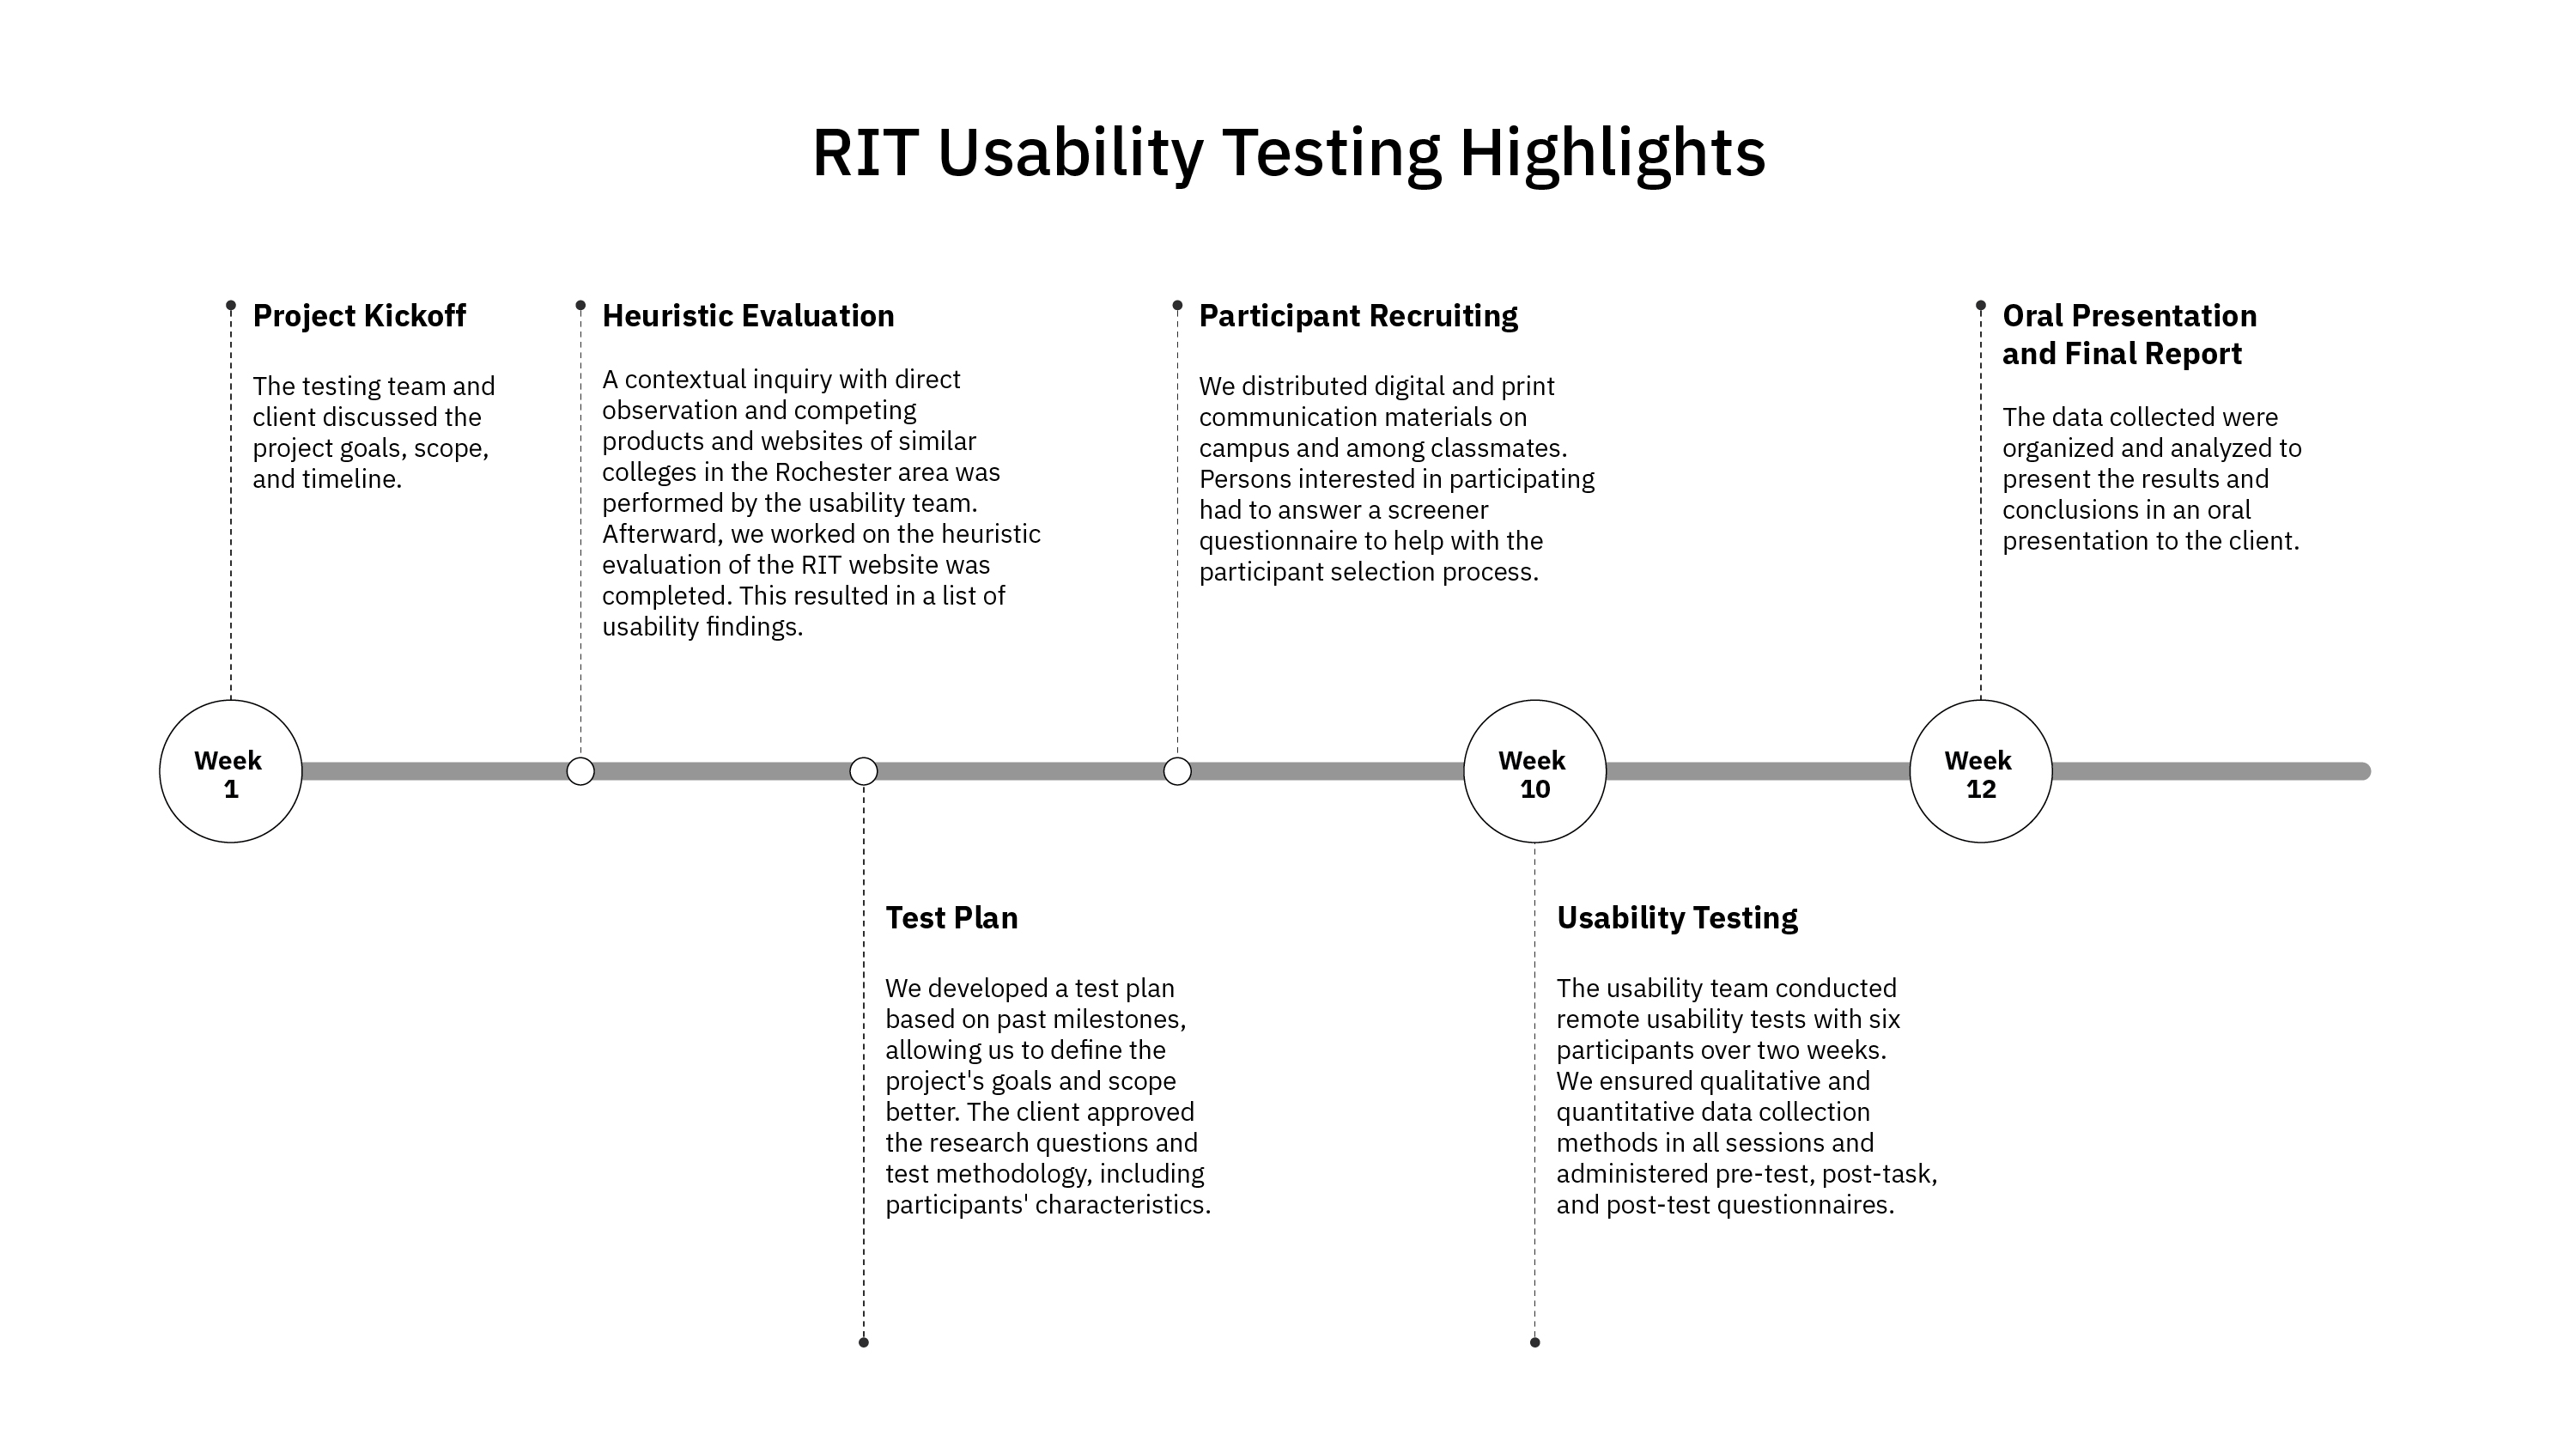 RIT Usability Testing Highlights
Project Kickoff
The testing team and
client discussed the
project goals, scope,
and timeline.
Heuristic Evaluation
A contextual inquiry with direct
observation and competing
products and websites of similar
colleges in the Rochester area was
performed by the usability team.
Afterward, we worked on the heuristic
evaluation of the RIT website was
completed. This resulted in a list of
usability findings.
Participant Recruiting
We distributed digital and print
communication materials on
campus and among classmates.
Persons interested in participating
had to answer a screener
questionnaire to help with the
participant selection process.
Oral Presentation
and Final Report
The data collected were
organized and analyzed to
present the results and
conclusions in an oral
presentation to the client.
Week
1
Week
10
Week
12
Test Plan
We developed a test plan
based on past milestones,
allowing us to define the
project's goals and scope
better. The client approved
the research questions and
test methodology, including
participants' characteristics.
Usability Testing
The usability team conducted
remote usability tests with six
participants over two weeks.
We ensured qualitative and
quantitative data collection
methods in all sessions and
administered pre-test, post-task,
and post-test questionnaires.